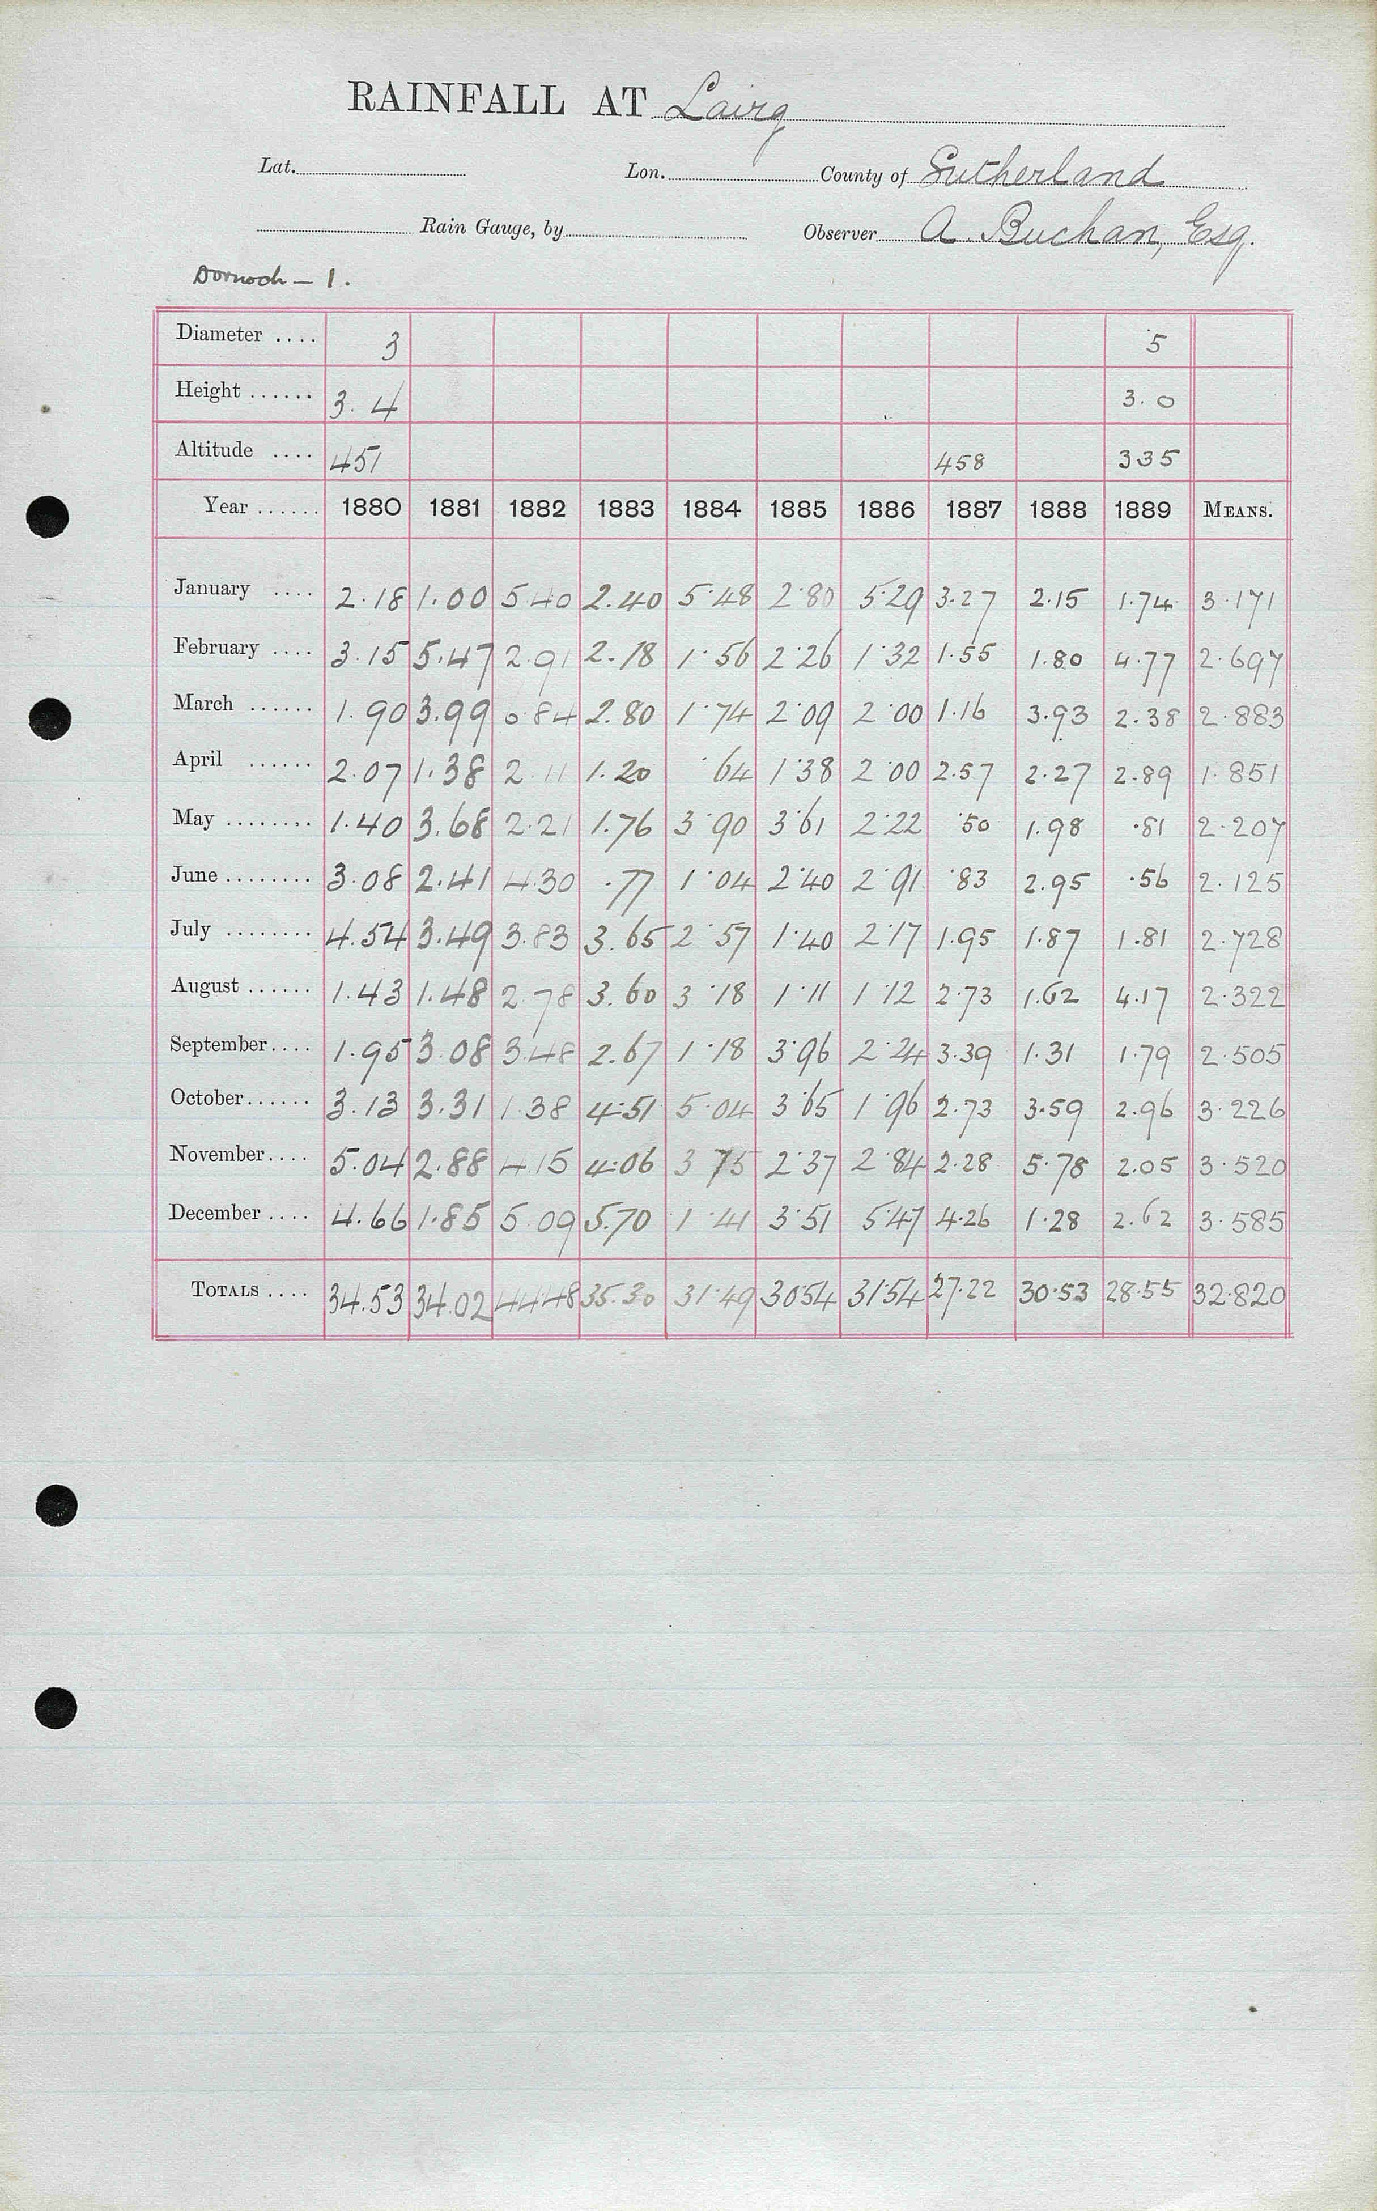 RAINFALL AT Lairg
Lat. Lon. County of Sutherland
Rain Gauge, by Observer A. Buchan, Esq.
Dornoch – 1.
Diameter .... 3 5
Height ...... 3.4 3.0
Altitude .... 451 458 335
Year ...... 1880 1881 1882 1883 1884 1885 1886 1887 1888 1889 MEANS.
January .... 2.18 1.00 5.40 2.40 5.48 2.80 5.29 3.27 2.15 1.74 3.171
February .... 3.15 5.47 2.91 2.18 1.56 2.26 1.32 1.55 1.80 4.77 2.697
March ...... 1.90 3.99 0.84 2.80 1.74 2.09 2.00 1.16 3.93 2.38 2.883
April ...... 2.07 1.38 2.11 1.20 .64 1.38 2.00 2.57 2.27 2.89 1.851
May ........ 1.40 3.68 2.21 1.76 3.90 3.61 2.22 .50 1.98 .81 2.207
June ........ 3.08 2.41 4.30 .77 1.04 2.40 2.91 .83 2.95 .56 2.125
July ........ 4.54 3.49 3.83 3.65 2.57 1.40 2.17 1.95 1.87 1.81 2.728
August ...... 1.43 1.48 2.78 3.60 3.18 1.11 1.12 2.73 1.62 4.17 2.322
September.... 1.95 3.08 3.48 2.67 1.18 3.96 2.24 3.39 1.31 1.79 2.505
October...... 3.13 3.31 1.38 4.51 5.04 3.65 1.96 2.73 3.59 2.96 3.226
November.... 5.04 2.88 4.15 4.06 3.75 2.37 2.84 2.28 5.78 2.05 3.520
December .... 4.66 1.85 5.09 5.70 1.41 3.51 5.47 4.26 1.28 2.62 3.585
TOTALS .... 34.53 34.02 44.48 35.30 31.49 30.54 31.54 27.22 30.53 28.55 32.820